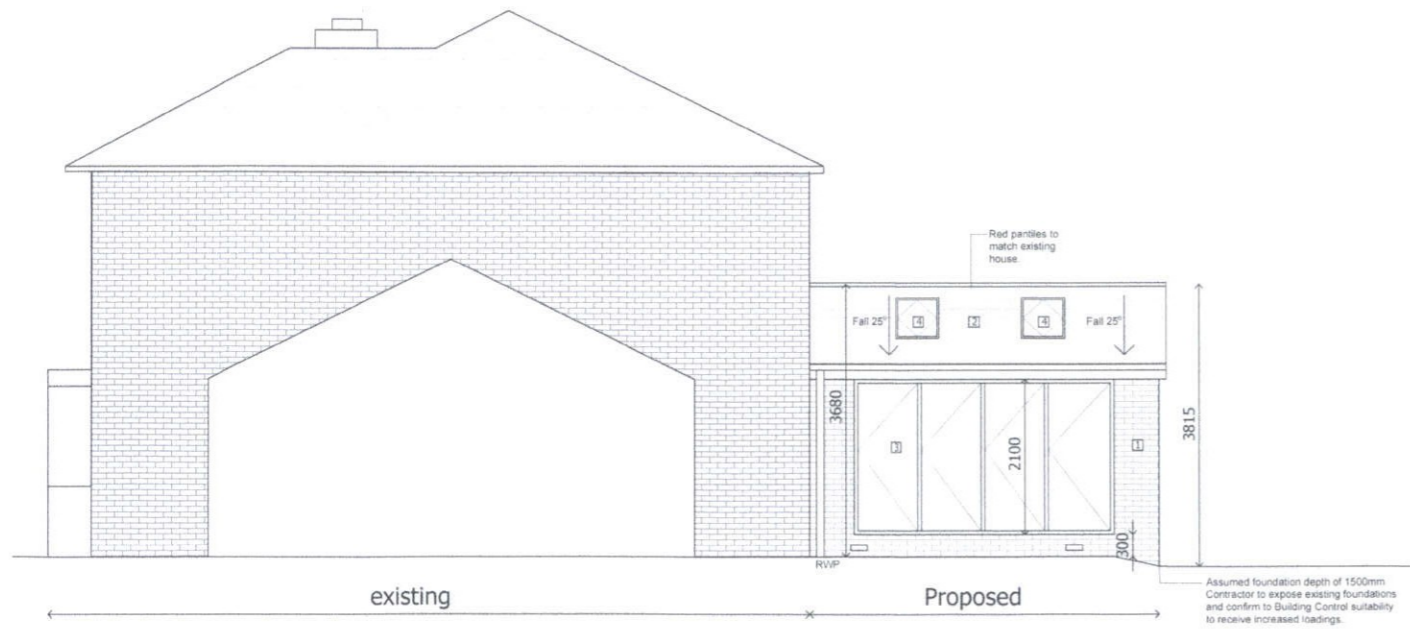 Red pantiles to
match existing
house.
Fall 25°
4
2
4
Fall 25°
3680
3815
3
2100
1
300
RWP
existing
Proposed
Assumed foundation depth of 1500mm
Contractor to expose existing foundations
and confirm to Building Control suitability
to receive increased loadings.